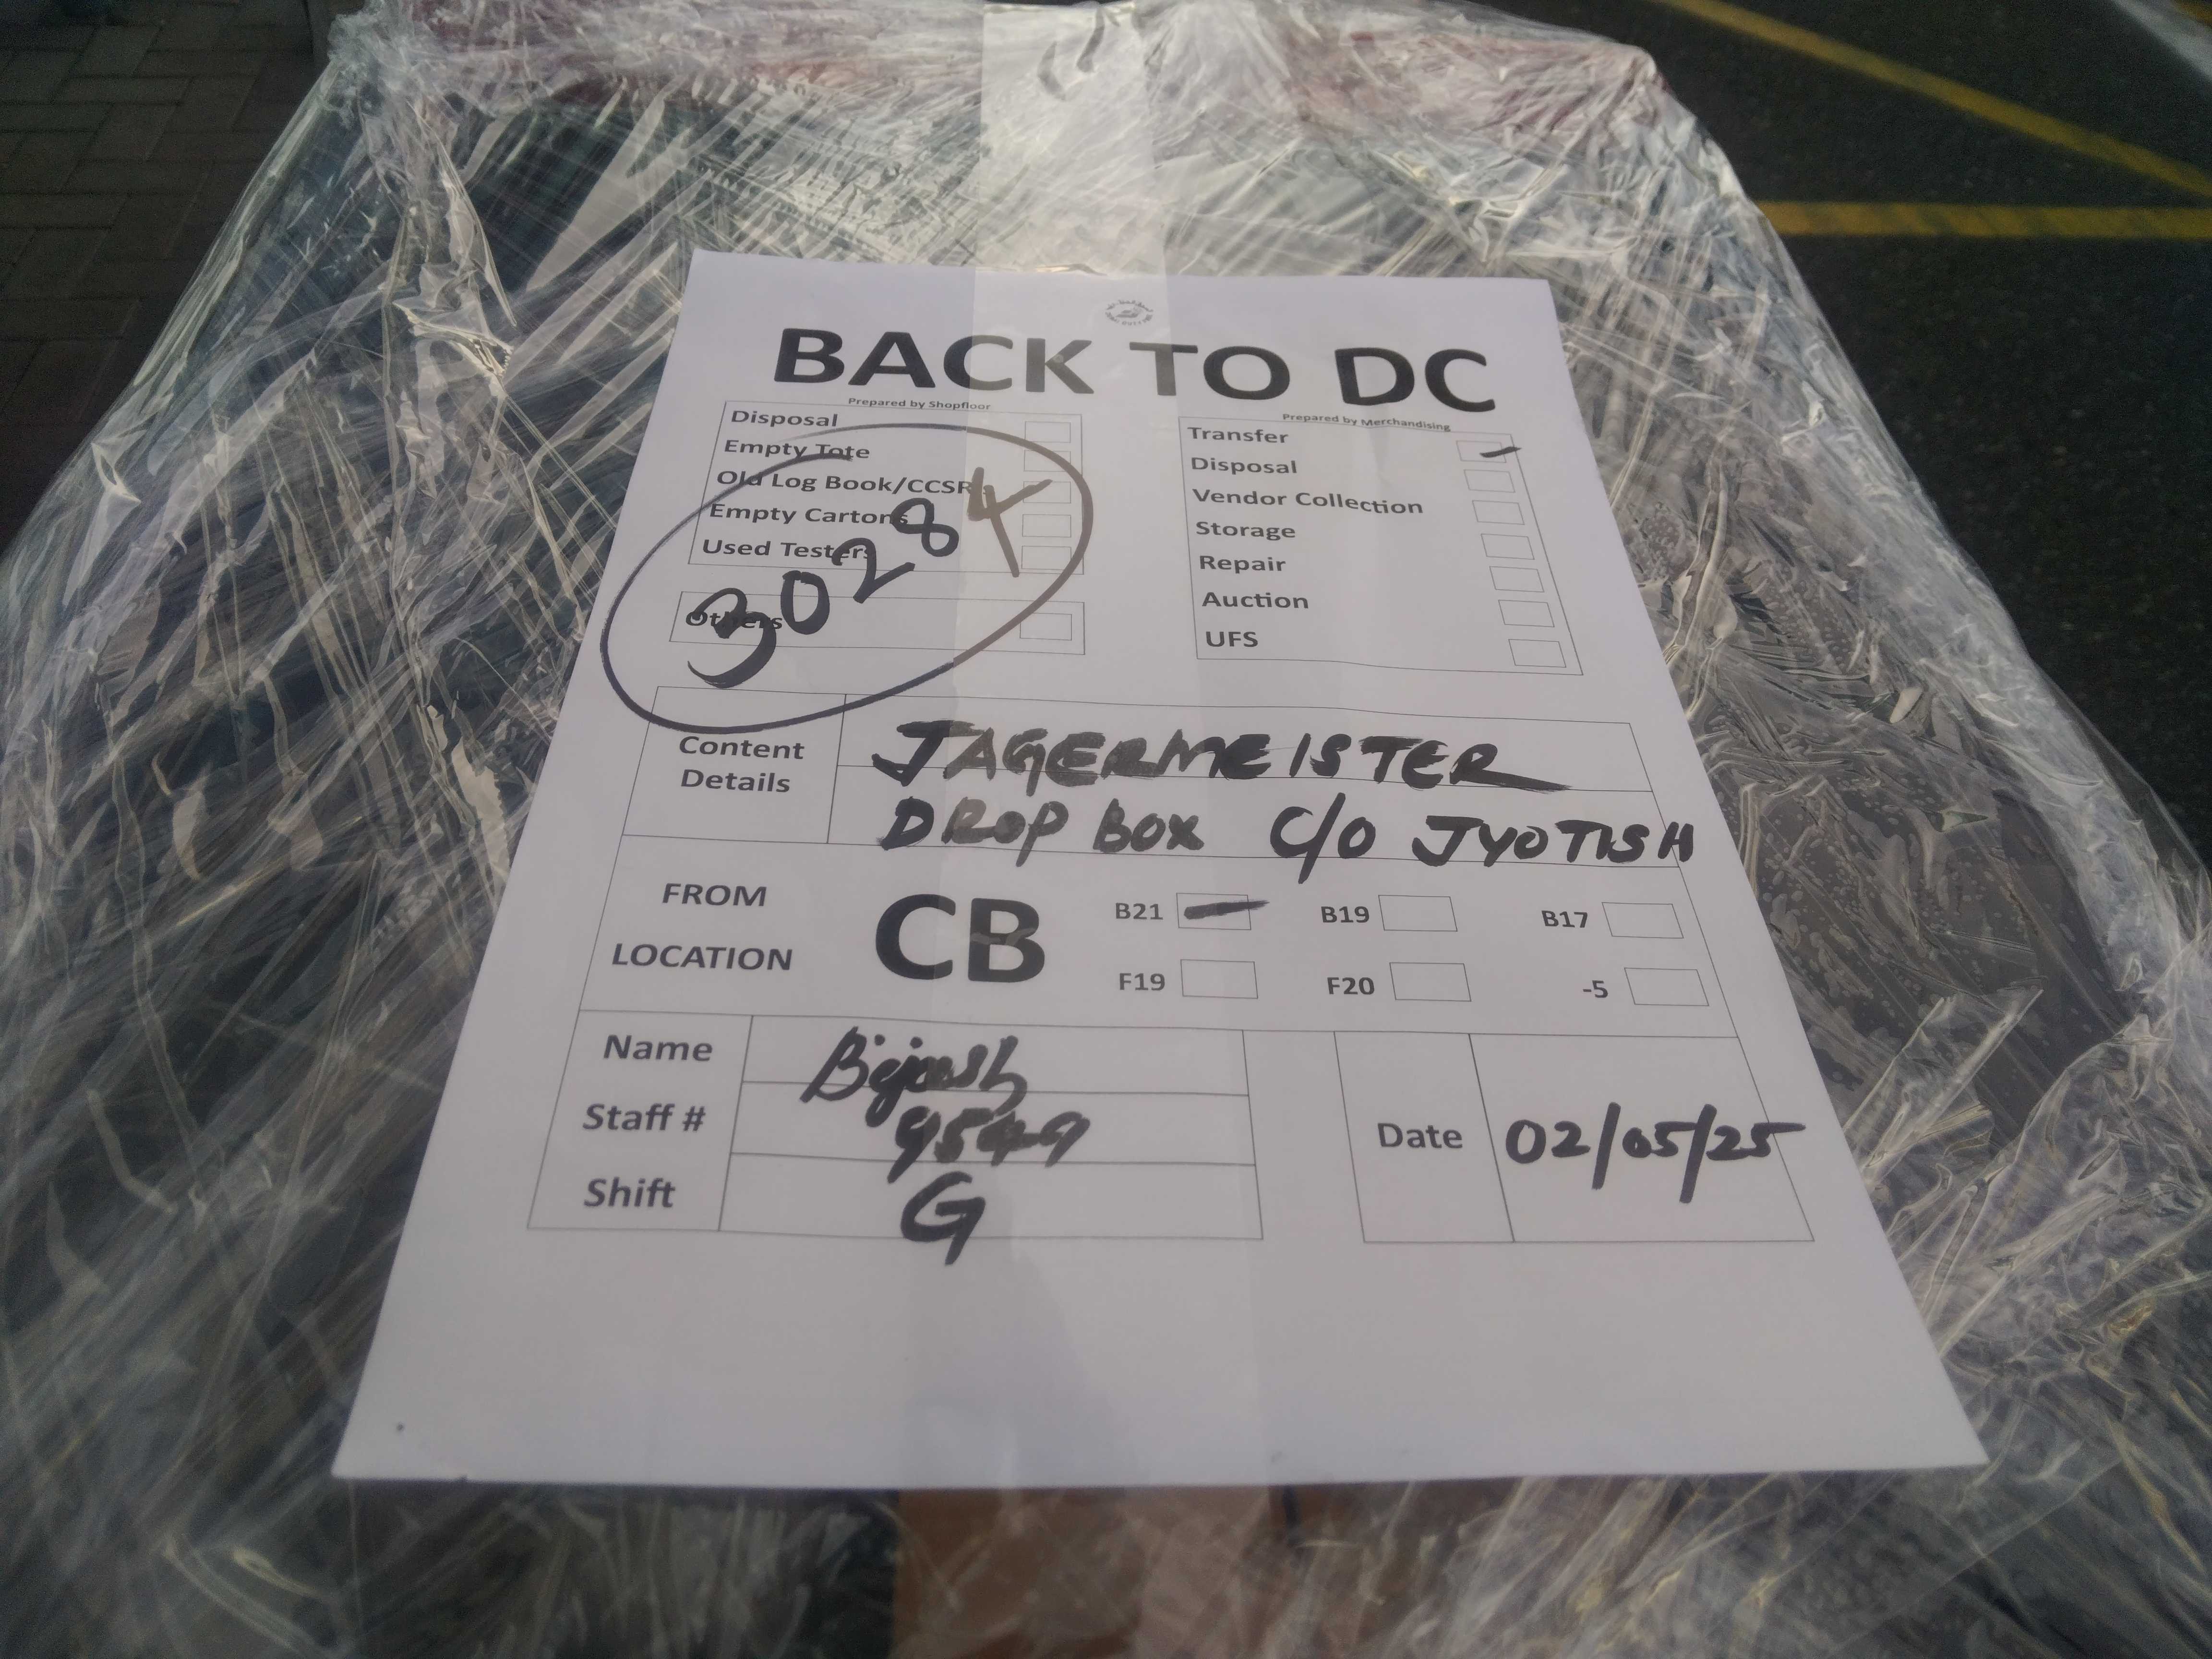 BACK TO DC
Prepared by Shopfloor
Disposal
Empty Tote
Old Log Book/CCSR
Empty Cartons
Used Testers
Others
30284
Prepared by Merchandising
Transfer
Disposal
Vendor Collection
Storage
Repair
Auction
UFS
Content Details
JAGERMEISTER
DROP BOX C/O JYOTISH
FROM LOCATION
CB
B21 B19 B17
F19 F20 -5
Name Bijesh
Staff # 9549
Shift G
Date 02/05/25